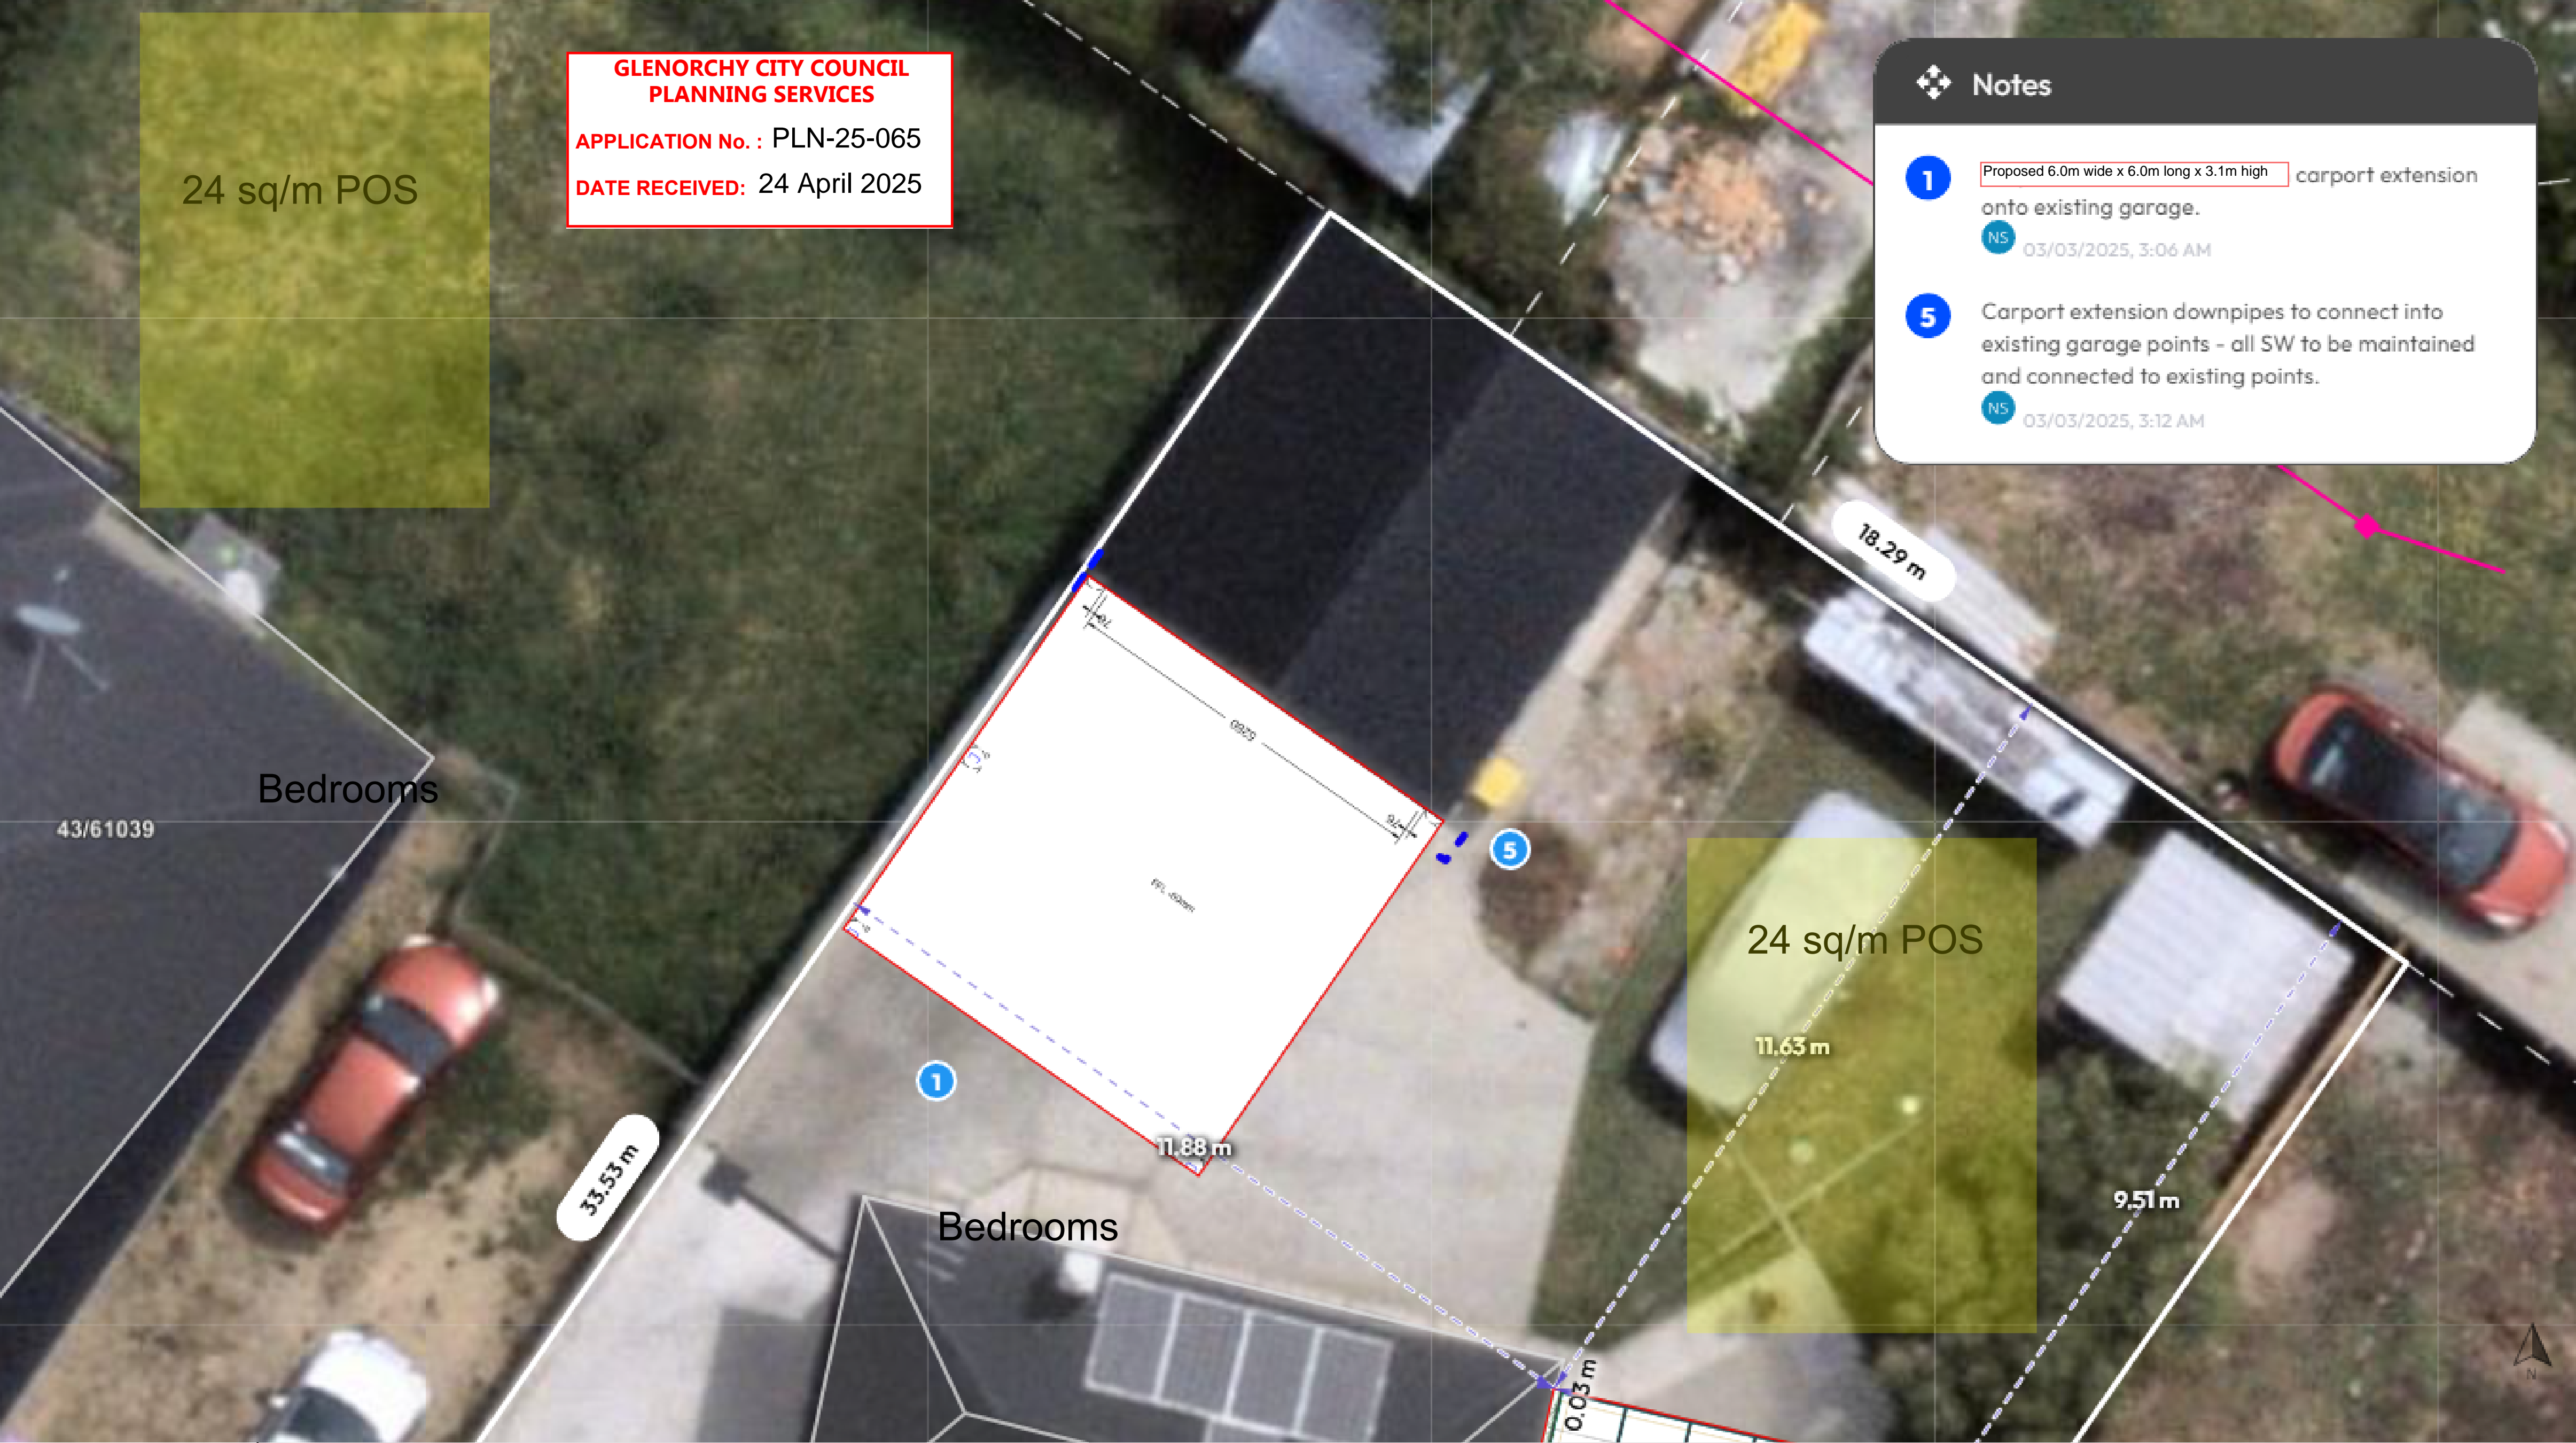 24 sq/m POS
GLENORCHY CITY COUNCIL
PLANNING SERVICES
APPLICATION No. : PLN-25-065
DATE RECEIVED: 24 April 2025
Notes
1 Proposed 6.0m wide x 6.0m long x 3.1m high carport extension
onto existing garage.
NS 03/03/2025, 3:06 AM
5 Carport extension downpipes to connect into
existing garage points - all SW to be maintained
and connected to existing points.
NS 03/03/2025, 3:12 AM
18.29 m
76
Bedrooms
43/61039
76
5
24 sq/m POS
11.63 m
1
11.88 m
33.53 m
9.51 m
Bedrooms
0.03 m
N